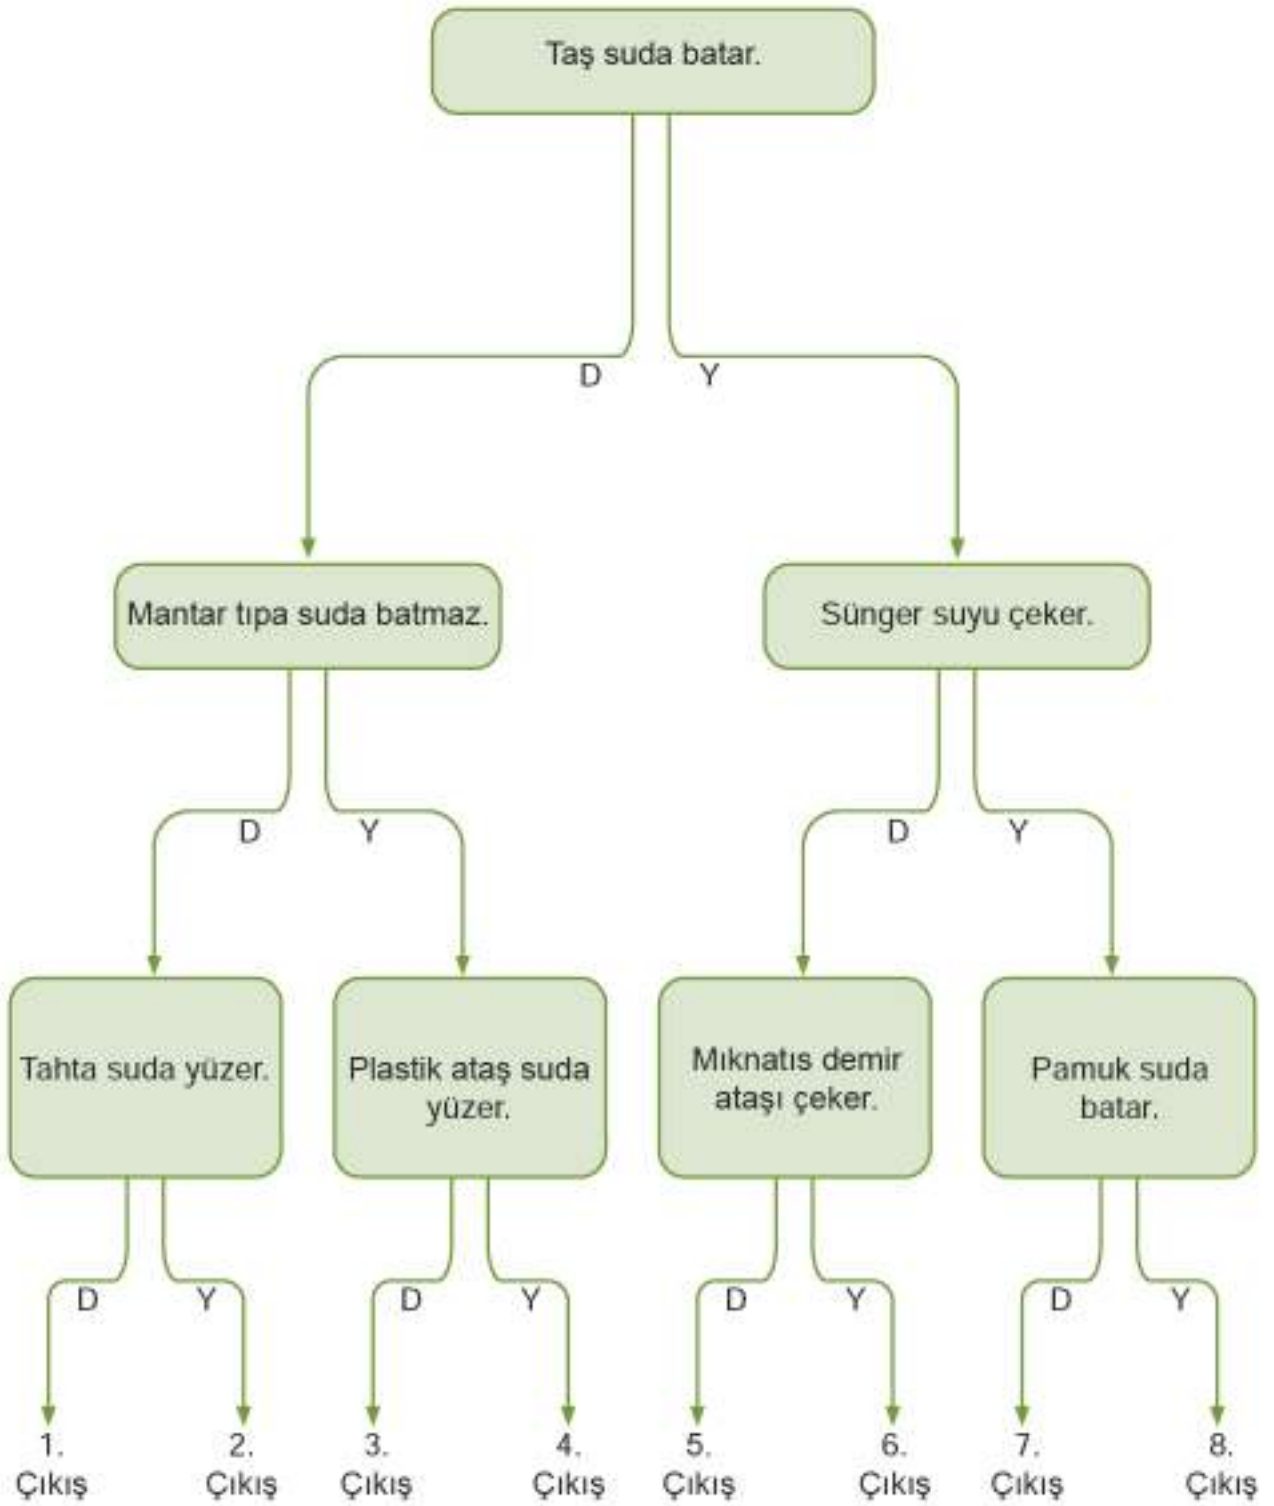 Taş suda batar.
D
Y
Mantar tıpa suda batmaz.
Sünger suyu çeker.
D
Y
D
Y
Tahta suda yüzer.
Plastik ataş suda
yüzer.
Mıknatıs demir
ataşı çeker.
Pamuk suda
batar.
D
Y
D
Y
D
Y
D
Y
1.
Çıkış
2.
Çıkış
3.
Çıkış
4.
Çıkış
5.
Çıkış
6.
Çıkış
7.
Çıkış
8.
Çıkış